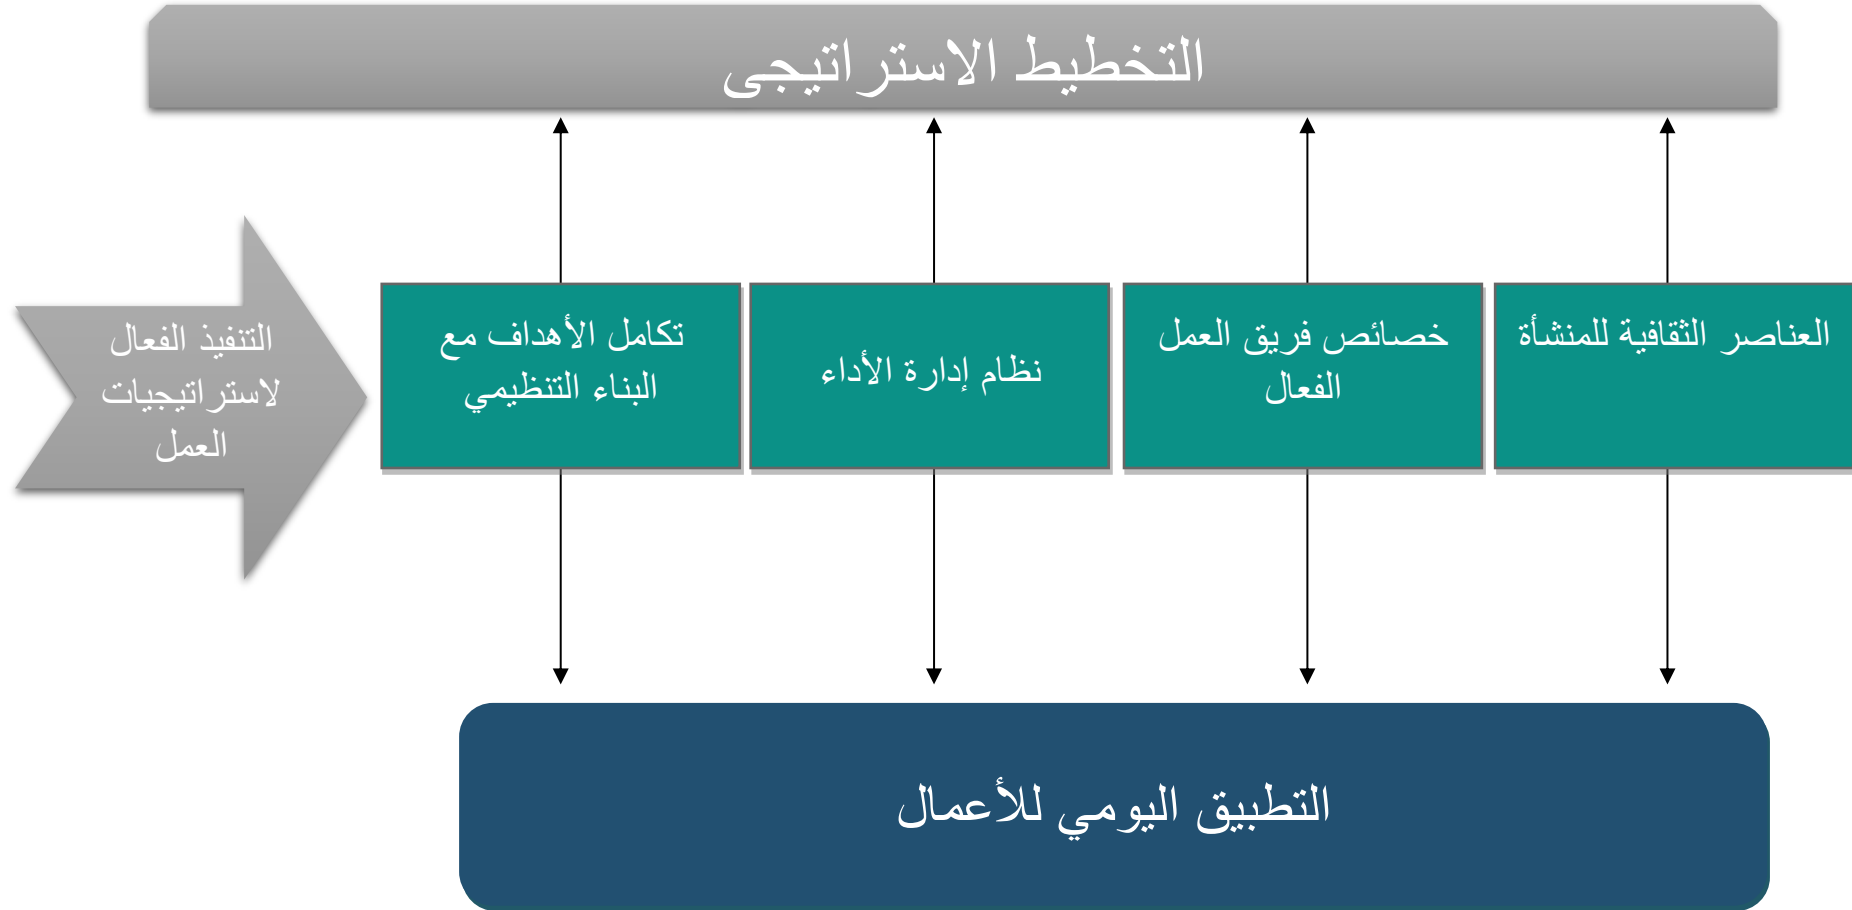 التخطيط الاستراتيجى
العناصر الثقافية للمنشأة
خصائص فريق العمل
الفعال
نظام إدارة الأداء
تكامل الأهداف مع
البناء التنظيمي
التنفيذ الفعال
لاستراتيجيات
العمل
التطبيق اليومي للأعمال